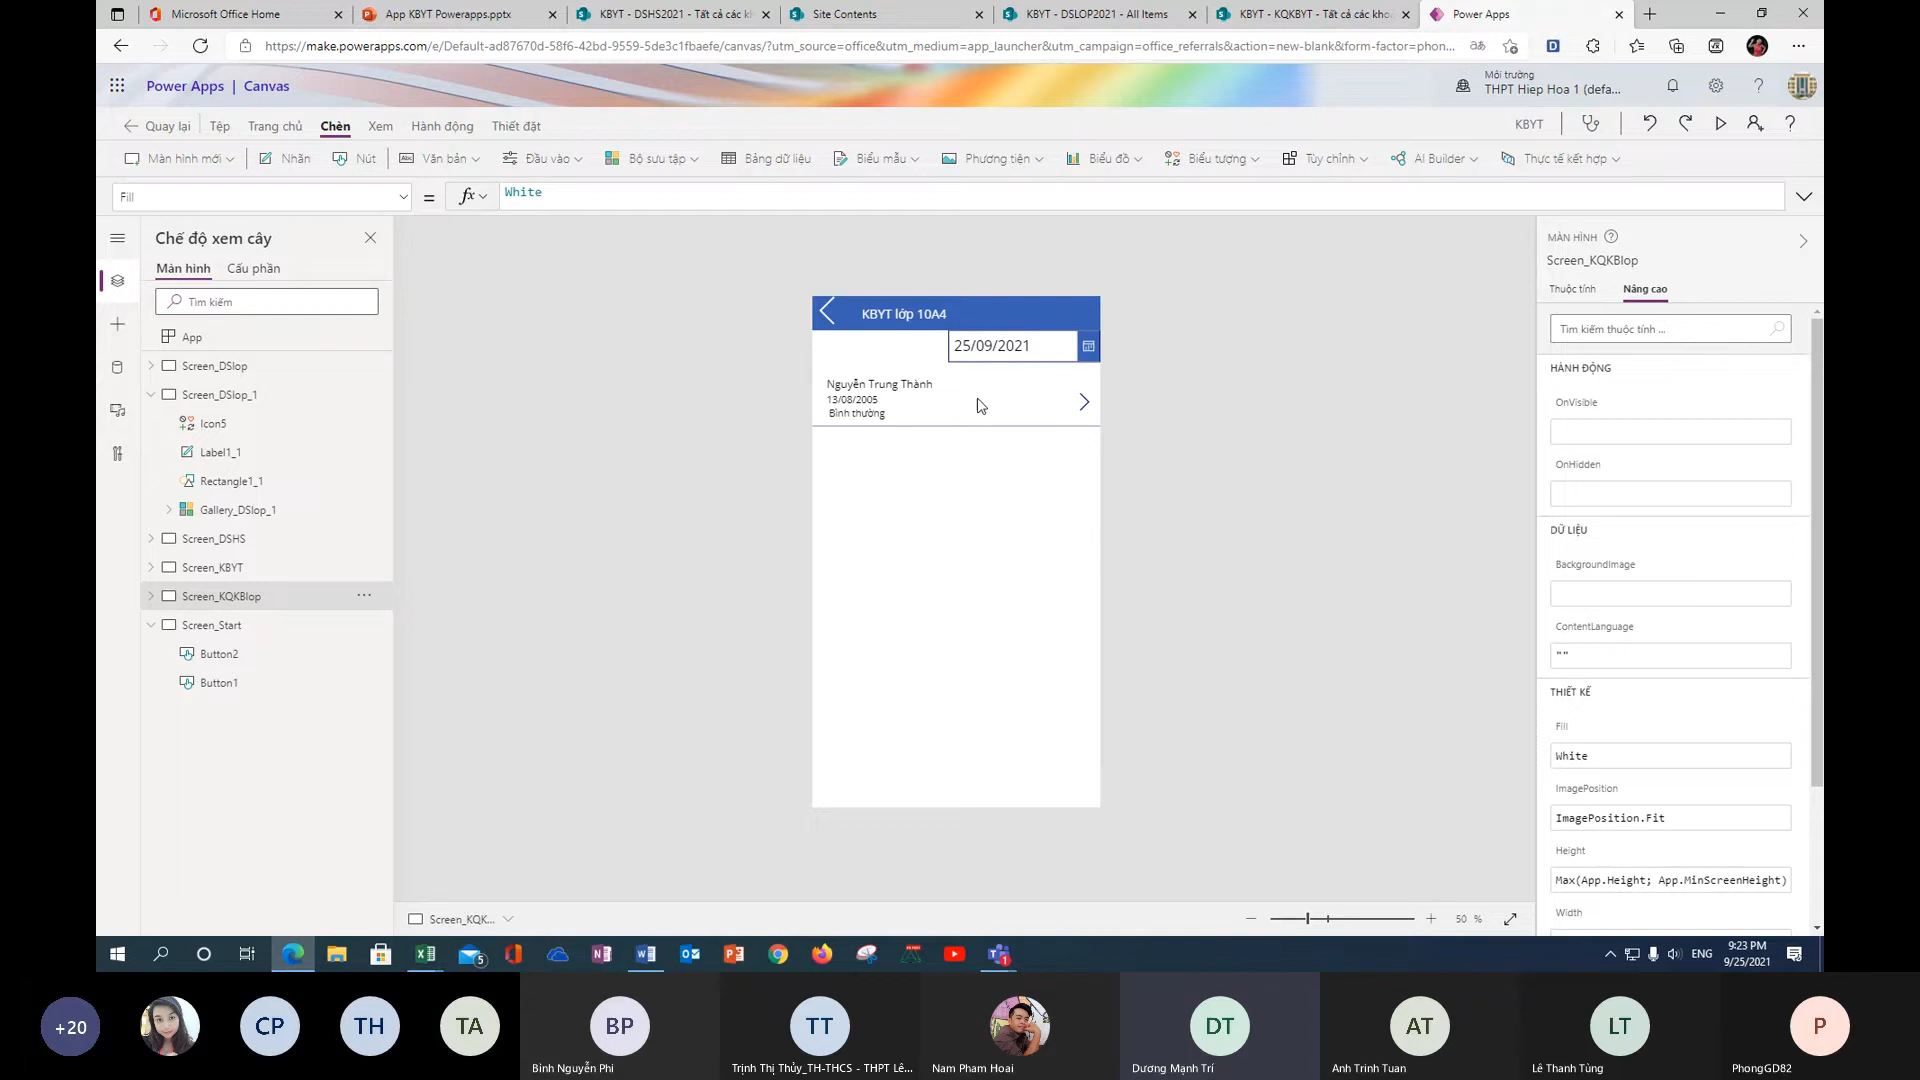 Microsoft Office Home
App KBYT Powerapps.pptx
KBYT - DSHS2021 - Tất cả các kh
Site Contents
KBYT - DSLOP2021 - All Items
KBYT - KQKBYT - Tất cả các kho
Power Apps
https://make.powerapps.com/e/Default-ad87670d-58f6-42bd-9559-5de3c1fbaefe/canvas/?utm_source=office&utm_medium=app_launcher&utm_campaign=office_referrals&action=new-blank&form-factor=phon...
Power Apps | Canvas
Môi trường
THPT Hiep Hoa 1 (defa...
Quay lại
Tệp
Trang chủ
Chèn
Xem
Hành động
Thiết đặt
KBYT
Màn hình mới
Nhãn
Nút
Văn bản
Đầu vào
Bộ sưu tập
Bảng dữ liệu
Biểu mẫu
Phương tiện
Biểu đồ
Biểu tượng
Tùy chỉnh
AI Builder
Thực tế kết hợp
Fill
=
fx
White
Chế độ xem cây
Màn hình
Cấu phần
Tìm kiếm
App
Screen_DSlop
Screen_DSlop_1
Icon5
Label1_1
Rectangle1_1
Gallery_DSlop_1
Screen_DSHS
Screen_KBYT
Screen_KQKBlop
Screen_Start
Button2
Button1
KBYT lớp 10A4
25/09/2021
Nguyễn Trung Thành
13/08/2005
Bình thường
Screen_KQK...
50 %
MÀN HÌNH
Screen_KQKBlop
Thuộc tính
Nâng cao
Tìm kiếm thuộc tính ...
HÀNH ĐỘNG
OnVisible
OnHidden
DỮ LIỆU
BackgroundImage
ContentLanguage
""
THIẾT KẾ
Fill
White
ImagePosition
ImagePosition.Fit
Height
Max(App.Height; App.MinScreenHeight)
Width
ENG
9:23 PM
9/25/2021
+20
CP
TH
TA
BP
TT
DT
AT
LT
P
Bình Nguyễn Phi
Trịnh Thị Thủy_TH-THCS - THPT Lê...
Nam Pham Hoai
Dương Mạnh Trí
Anh Trinh Tuan
Lê Thanh Tùng
PhongGD82